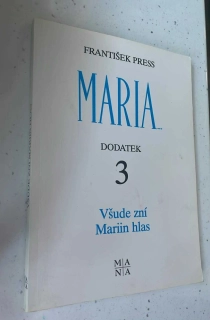 FRANTIŠEK PRESS
MARIA...
DODATEK
3
Všude zní
Mariin hlas
M|A
N|A